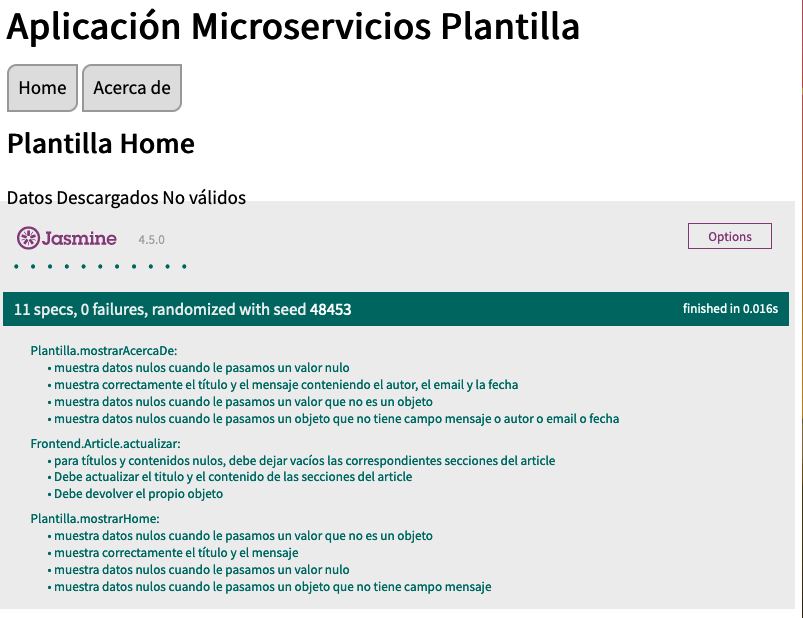 Aplicación Microservicios Plantilla
Home
Acerca de
Plantilla Home
Datos Descargados No válidos
Jasmine 4.5.0
Options
• • • • • • • • • • •
11 specs, 0 failures, randomized with seed 48453
finished in 0.016s
Plantilla.mostrarAcercaDe:
• muestra datos nulos cuando le pasamos un valor nulo
• muestra correctamente el título y el mensaje conteniendo el autor, el email y la fecha
• muestra datos nulos cuando le pasamos un valor que no es un objeto
• muestra datos nulos cuando le pasamos un objeto que no tiene campo mensaje o autor o email o fecha
Frontend.Article.actualizar:
• para títulos y contenidos nulos, debe dejar vacíos las correspondientes secciones del article
• Debe actualizar el titulo y el contenido de las secciones del article
• Debe devolver el propio objeto
Plantilla.mostrarHome:
• muestra datos nulos cuando le pasamos un valor que no es un objeto
• muestra correctamente el título y el mensaje
• muestra datos nulos cuando le pasamos un valor nulo
• muestra datos nulos cuando le pasamos un objeto que no tiene campo mensaje